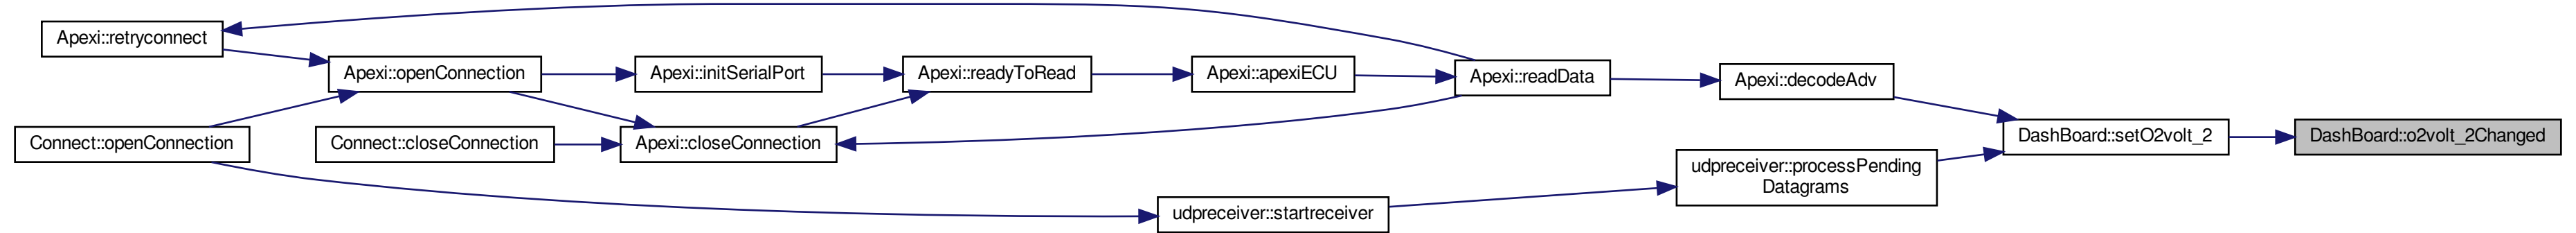 Apexi::retryconnect
Apexi::openConnection
Apexi::initSerialPort
Apexi::readyToRead
Apexi::apexiECU
Apexi::readData
Apexi::decodeAdv
Connect::openConnection
Connect::closeConnection
Apexi::closeConnection
DashBoard::setO2volt_2
DashBoard::o2volt_2Changed
udpreceiver::processPending
Datagrams
udpreceiver::startreceiver